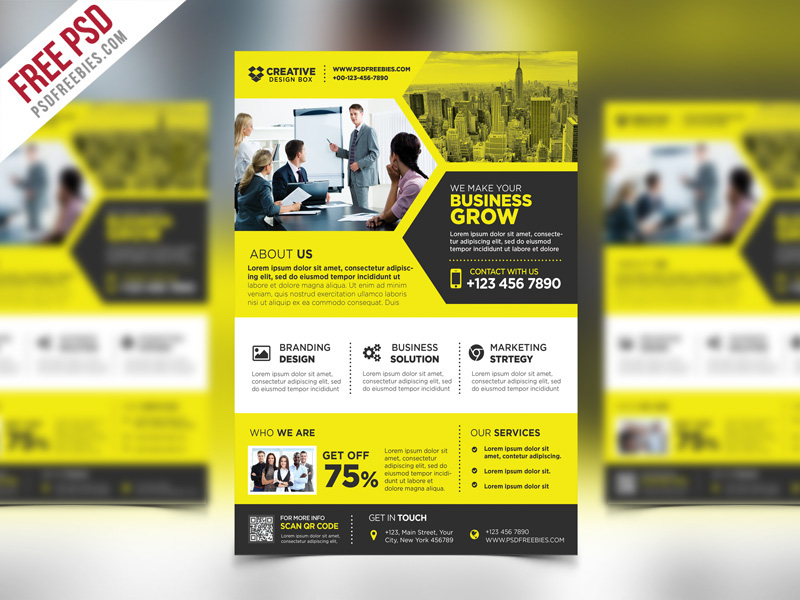 FREE PSD
PSDFREEBIES.COM
CREATIVE
DESIGN BOX
WWW.PSDFREEBIES.COM
+00-123-456-7890
WE MAKE YOUR
BUSINESS
GROW
Lorem ipsum dolor sit amet, consecte-
tur adipiscing elit, sed do eiusmod
tempor incididunt ut labore et dolore
CONTACT WITH US
+123 456 7890
ABOUT US
Lorem ipsum dolor sit amet, consectetur adipisc-
ing elit, sed do eiusmod tempor incididunt ut
labore et dolore magna aliqua. Ut enim ad minim
veniam, quis nostrud exercitation ullamco laboris
nisi ut aliquip ex ea commodo consequat. Duis
BRANDING
DESIGN
Lorem ipsum dolor sit amet,
consectetur adipiscing elit, sed
do eiusmod tempor incididunt
BUSINESS
SOLUTION
Lorem ipsum dolor sit amet,
consectetur adipiscing elit, sed
do eiusmod tempor incididunt
MARKETING
STRTEGY
Lorem ipsum dolor sit amet,
consectetur adipiscing elit, sed
do eiusmod tempor incididunt
WHO WE ARE
GET OFF
75%
Lorem ipsum dolor
sit amet, consectetur
adipiscing elit, sed do
eiusmod tempor incidi-
dunt ut labore et dolore
OUR SERVICES
Lorem ipsum dolor sit
amet, contetur adipiscing.
Lorem ipsum dolor sit.
Lorem ipsum dolor sit
FOR MORE INFO
SCAN QR CODE
Lorem ipsum dolor sit amet,
consectetur adipiscing elit.
GET IN TOUCH
+123, Main Street, Your
City, New York 456789
+123 456 7890
WWW.PSDFREEBIES.COM